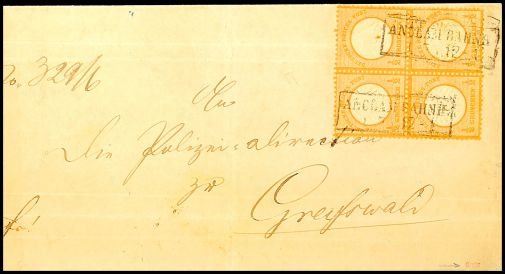 ANCLAM BAHNH
12
ANCLAM BAHNH
No. 329/6
An
Die Polizei-Direction
zu
Greifswald